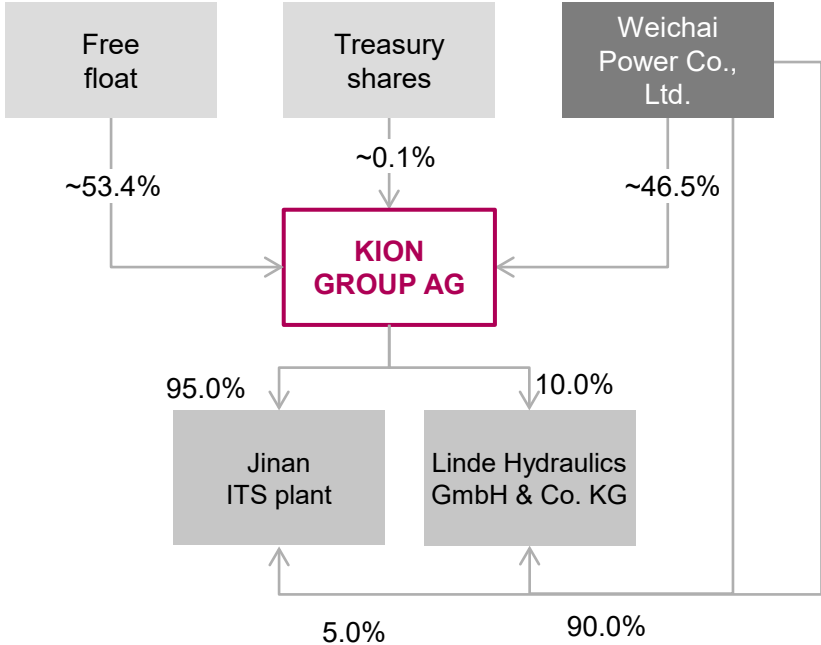 Free
float
Treasury
shares
Weichai
Power Co.,
Ltd.
~53.4%
~0.1%
~46.5%
KION
GROUP AG
95.0%
10.0%
Jinan
ITS plant
Linde Hydraulics
GmbH & Co. KG
5.0%
90.0%